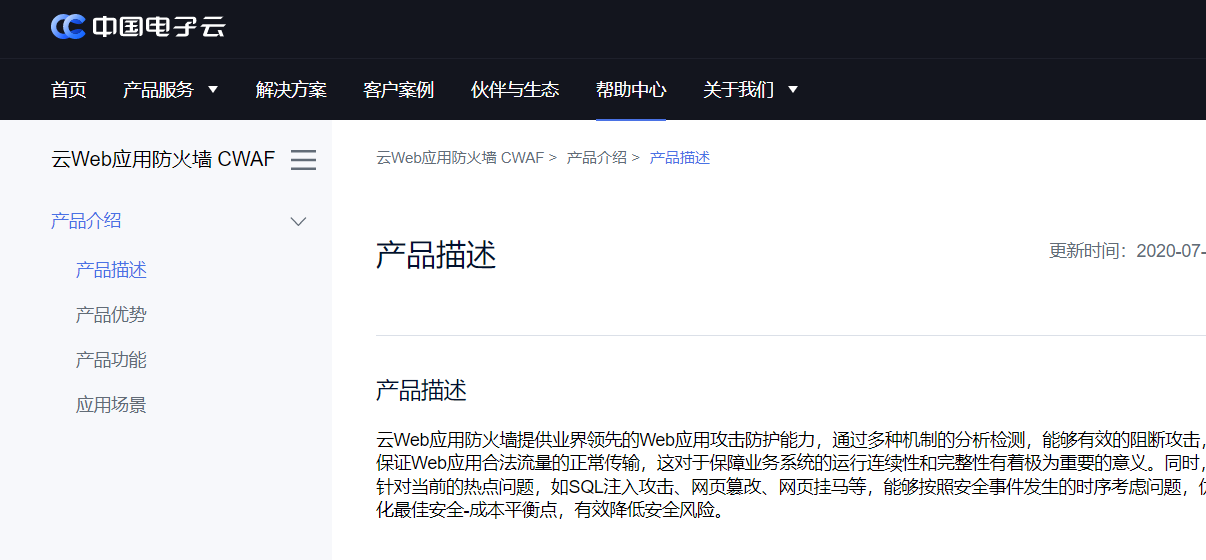 中国电子云
首页 产品服务 解决方案 客户案例 伙伴与生态 帮助中心 关于我们
云Web应用防火墙 CWAF
产品介绍
产品描述
产品优势
产品功能
应用场景
云Web应用防火墙 CWAF > 产品介绍 > 产品描述
产品描述
更新时间：2020-07-
产品描述
云Web应用防火墙提供业界领先的Web应用攻击防护能力，通过多种机制的分析检测，能够有效的阻断攻击，
保证Web应用合法流量的正常传输，这对于保障业务系统的运行连续性和完整性有着极为重要的意义。同时，
针对当前的热点问题，如SQL注入攻击、网页篡改、网页挂马等，能够按照安全事件发生的时序考虑问题，优
化最佳安全-成本平衡点，有效降低安全风险。